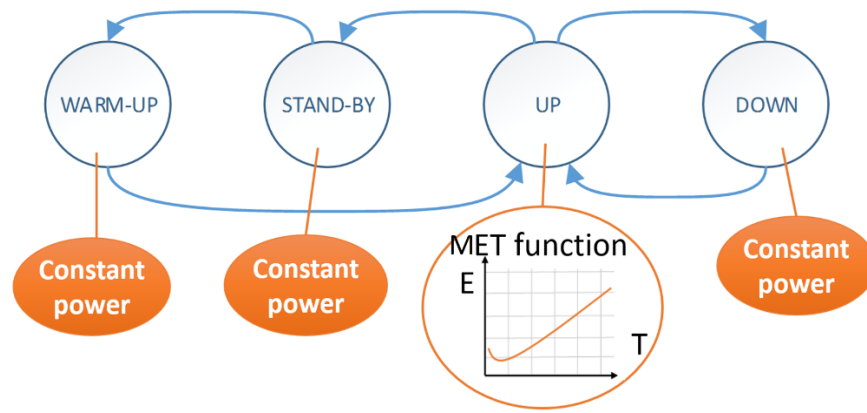 WARM-UP
STAND-BY
UP
DOWN
Constant
power
Constant
power
MET function
E
T
Constant
power